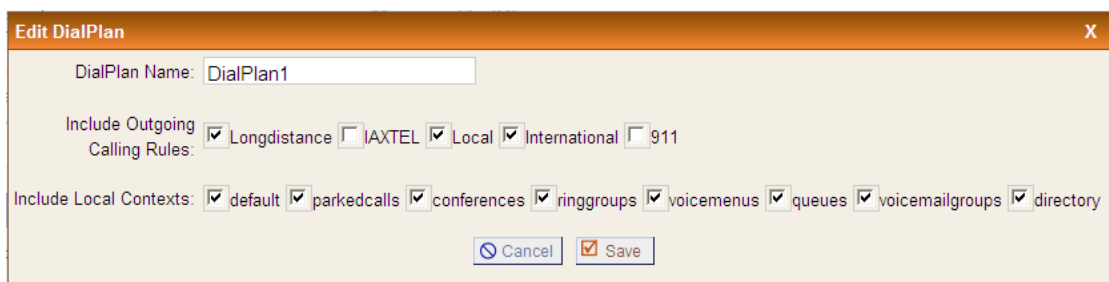 Edit DialPlan X
DialPlan Name: DialPlan1
Include Outgoing
Calling Rules: Longdistance IAXTEL Local International 911
Include Local Contexts: default parkedcalls conferences ringgroups voicemenus queues voicemailgroups directory
Cancel Save